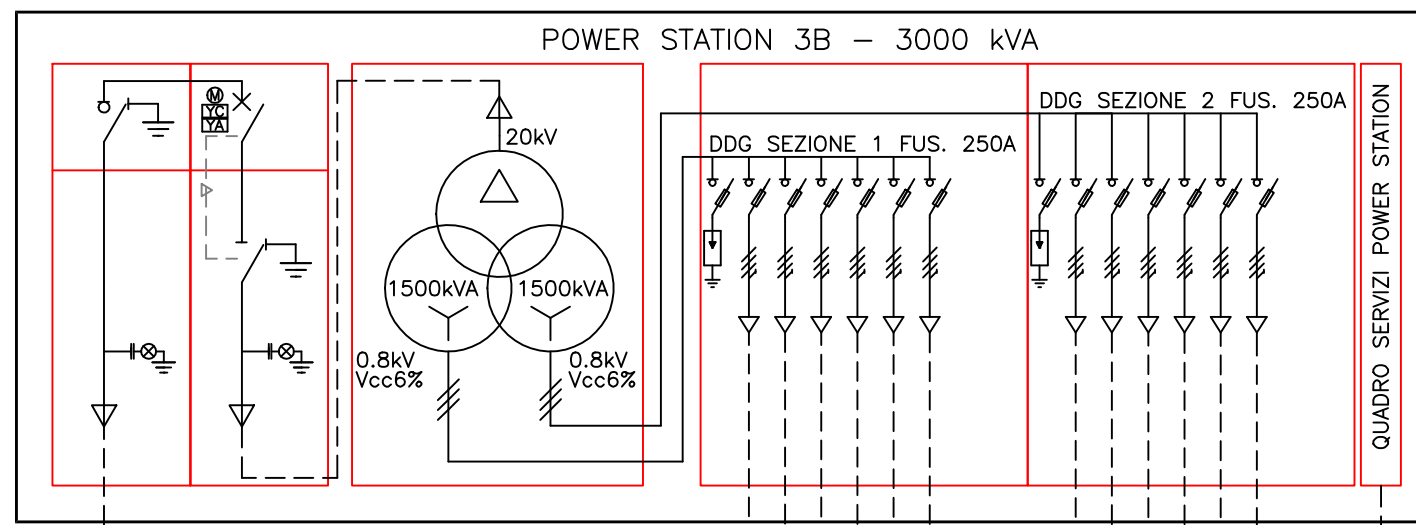 POWER STATION 3B – 3000 kVA
M
YC
YA
20kV
1500kVA
1500kVA
0.8kV
Vcc6%
0.8kV
Vcc6%
DDG SEZIONE 1 FUS. 250A
DDG SEZIONE 2 FUS. 250A
QUADRO SERVIZI POWER STATION